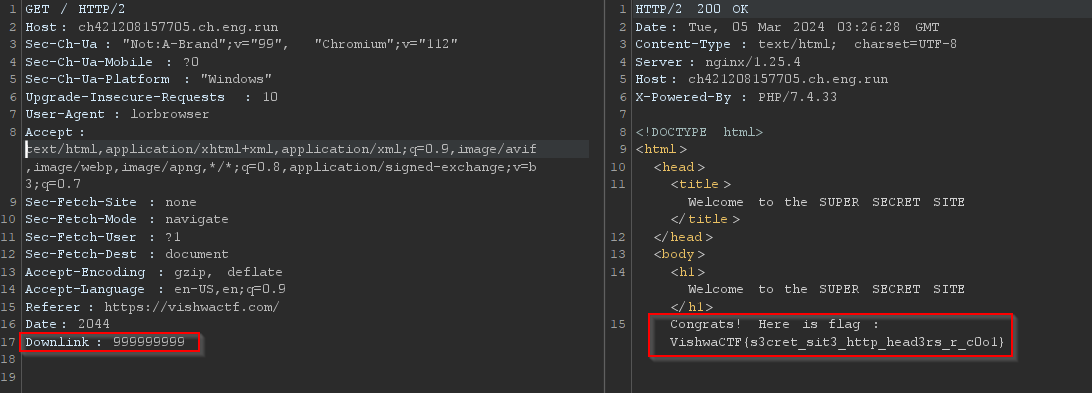 1 GET / HTTP/2
2 Host : ch421208157705.ch.eng.run
3 Sec-Ch-Ua : "Not:A-Brand";v="99", "Chromium";v="112"
4 Sec-Ch-Ua-Mobile : ?0
5 Sec-Ch-Ua-Platform : "Windows"
6 Upgrade-Insecure-Requests : 10
7 User-Agent : lorbrowser
8 Accept :
text/html,application/xhtml+xml,application/xml;q=0.9,image/avif
,image/webp,image/apng,*/*;q=0.8,application/signed-exchange;v=b
3;q=0.7
9 Sec-Fetch-Site : none
10 Sec-Fetch-Mode : navigate
11 Sec-Fetch-User : ?1
12 Sec-Fetch-Dest : document
13 Accept-Encoding : gzip, deflate
14 Accept-Language : en-US,en;q=0.9
15 Referer : https://vishwactf.com/
16 Date : 2044
17 Downlink : 999999999
18
19
1 HTTP/2 200 OK
2 Date : Tue, 05 Mar 2024 03:26:28 GMT
3 Content-Type : text/html; charset=UTF-8
4 Server : nginx/1.25.4
5 Host : ch421208157705.ch.eng.run
6 X-Powered-By : PHP/7.4.33
7
8 <!DOCTYPE html>
9 <html>
10 <head>
11 <title>
Welcome to the SUPER SECRET SITE
</title>
12 </head>
13 <body>
14 <h1>
Welcome to the SUPER SECRET SITE
</h1>
15 Congrats! Here is flag :
VishwaCTF{s3cret_sit3_http_head3rs_r_c0ol}